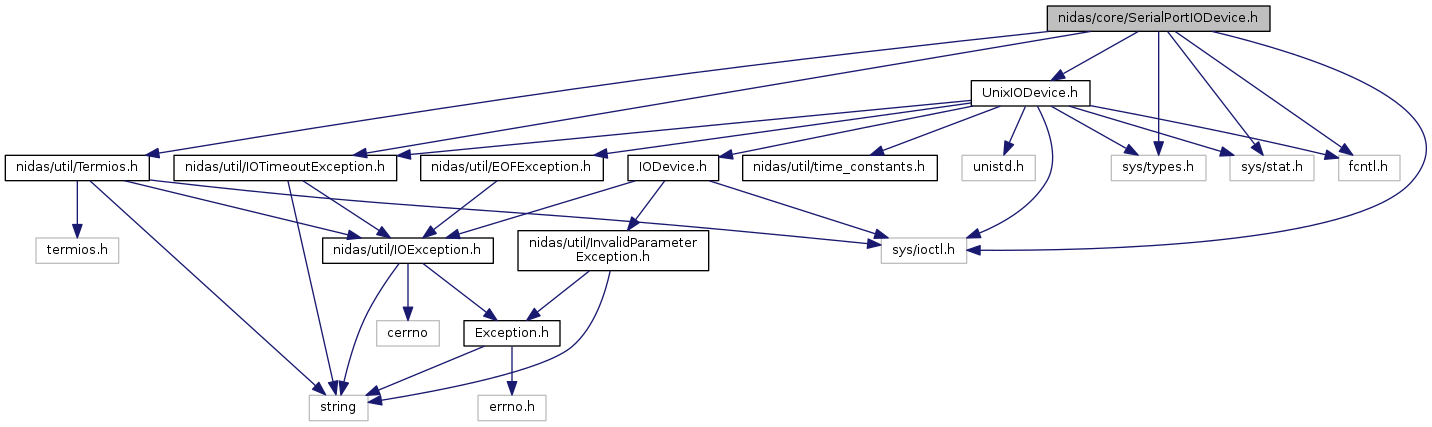 nidas/core/SerialPortIODevice.h
UnixIODevice.h
nidas/util/Termios.h
nidas/util/IOTimeoutException.h
nidas/util/EOFException.h
IODevice.h
nidas/util/time_constants.h
unistd.h
sys/types.h
sys/stat.h
fcntl.h
termios.h
nidas/util/IOException.h
nidas/util/InvalidParameter
Exception.h
sys/ioctl.h
cerrno
Exception.h
string
errno.h